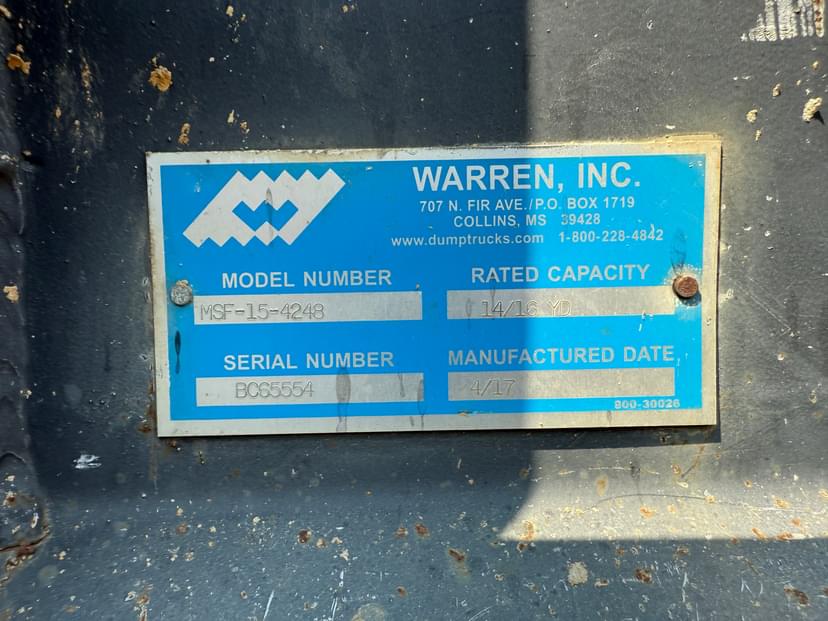 WARREN, INC.
707 N. FIR AVE./P.O. BOX 1719
COLLINS, MS 39428
www.dumptrucks.com 1-800-228-4842
MODEL NUMBER
MSF-15-4248
RATED CAPACITY
14/16 YD
SERIAL NUMBER
BC65554
MANUFACTURED DATE
4/17
800-30026